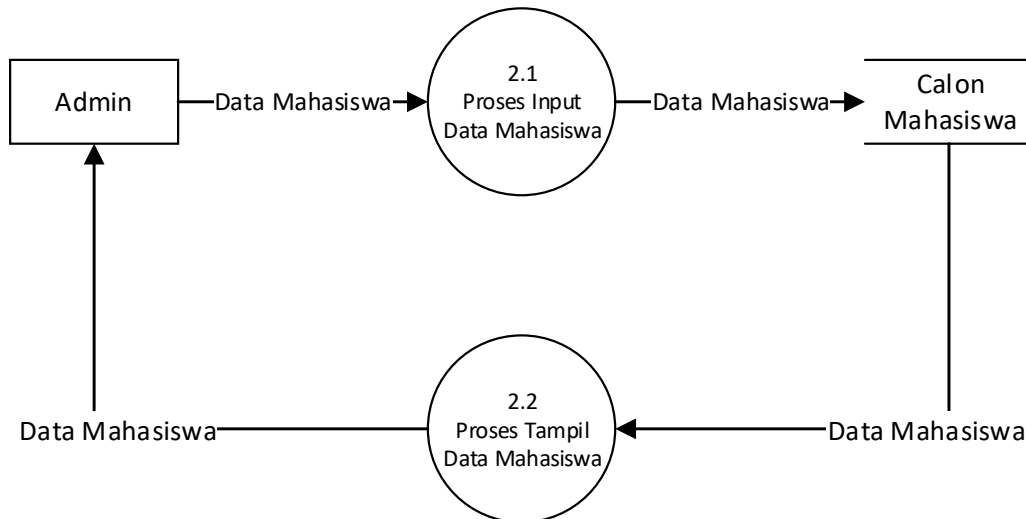 Admin
Data Mahasiswa
2.1
Proses Input
Data Mahasiswa
Data Mahasiswa
Calon
Mahasiswa
Data Mahasiswa
2.2
Proses Tampil
Data Mahasiswa
Data Mahasiswa